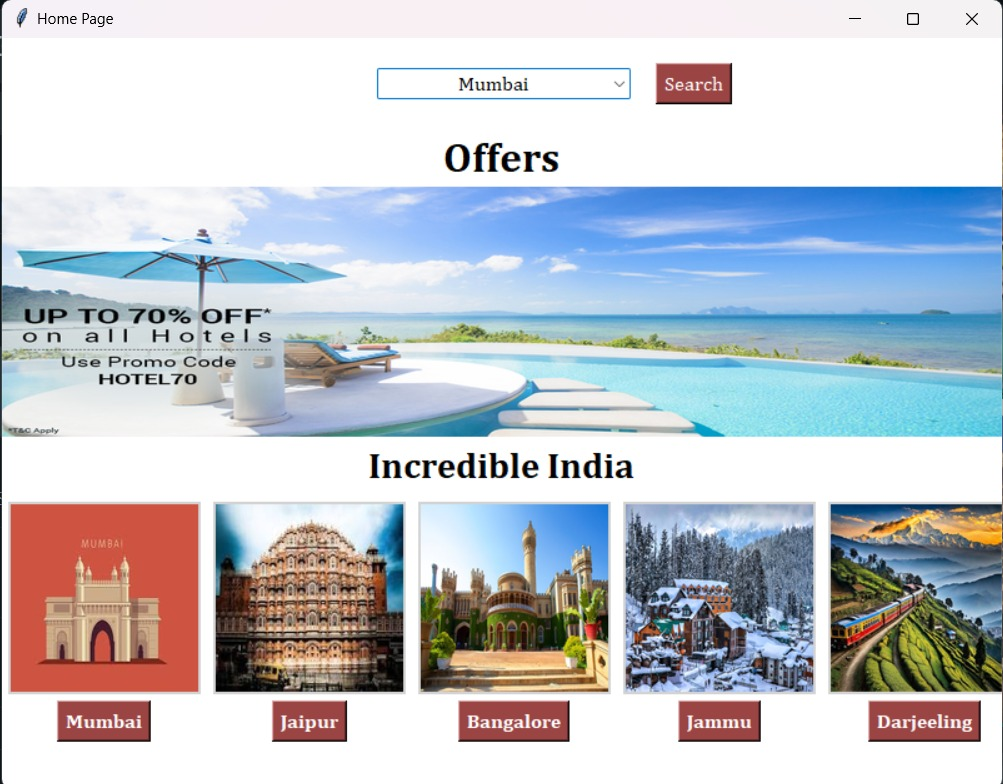 Home Page
Mumbai
Search
Offers
UP TO 70% OFF*
on all Hotels
Use Promo Code
HOTEL70
*T&C Apply
Incredible India
MUMBAI
Mumbai
Jaipur
Bangalore
Jammu
Darjeeling